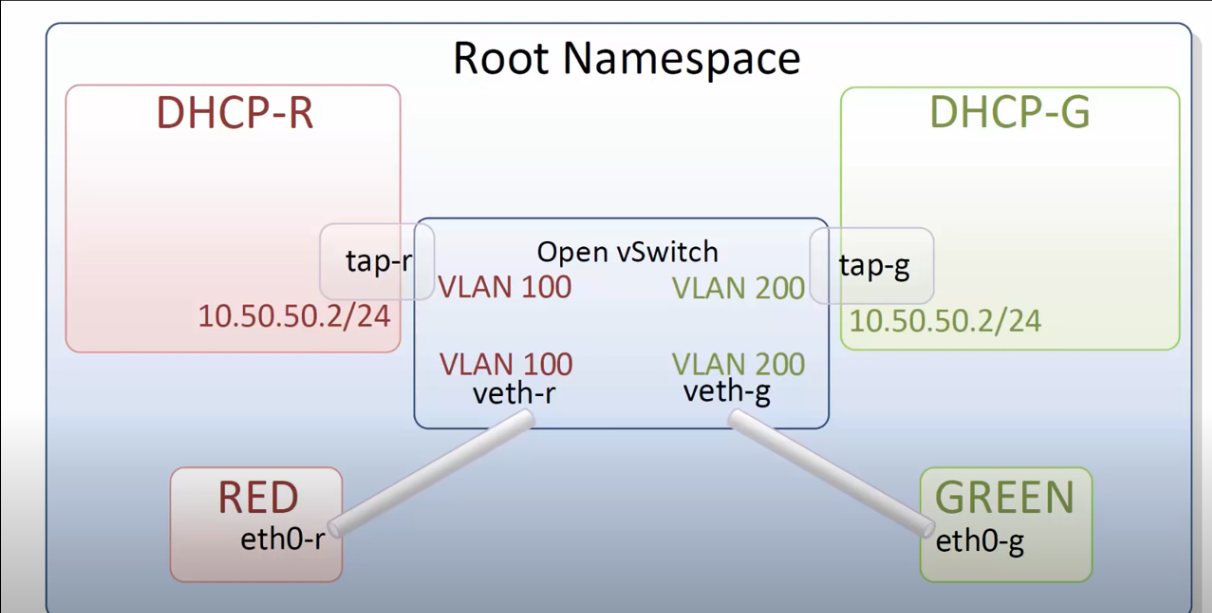 Root Namespace
DHCP-R
DHCP-G
tap-r
Open vSwitch
tap-g
VLAN 100
VLAN 200
10.50.50.2/24
10.50.50.2/24
VLAN 100
VLAN 200
veth-r
veth-g
RED
GREEN
eth0-r
eth0-g